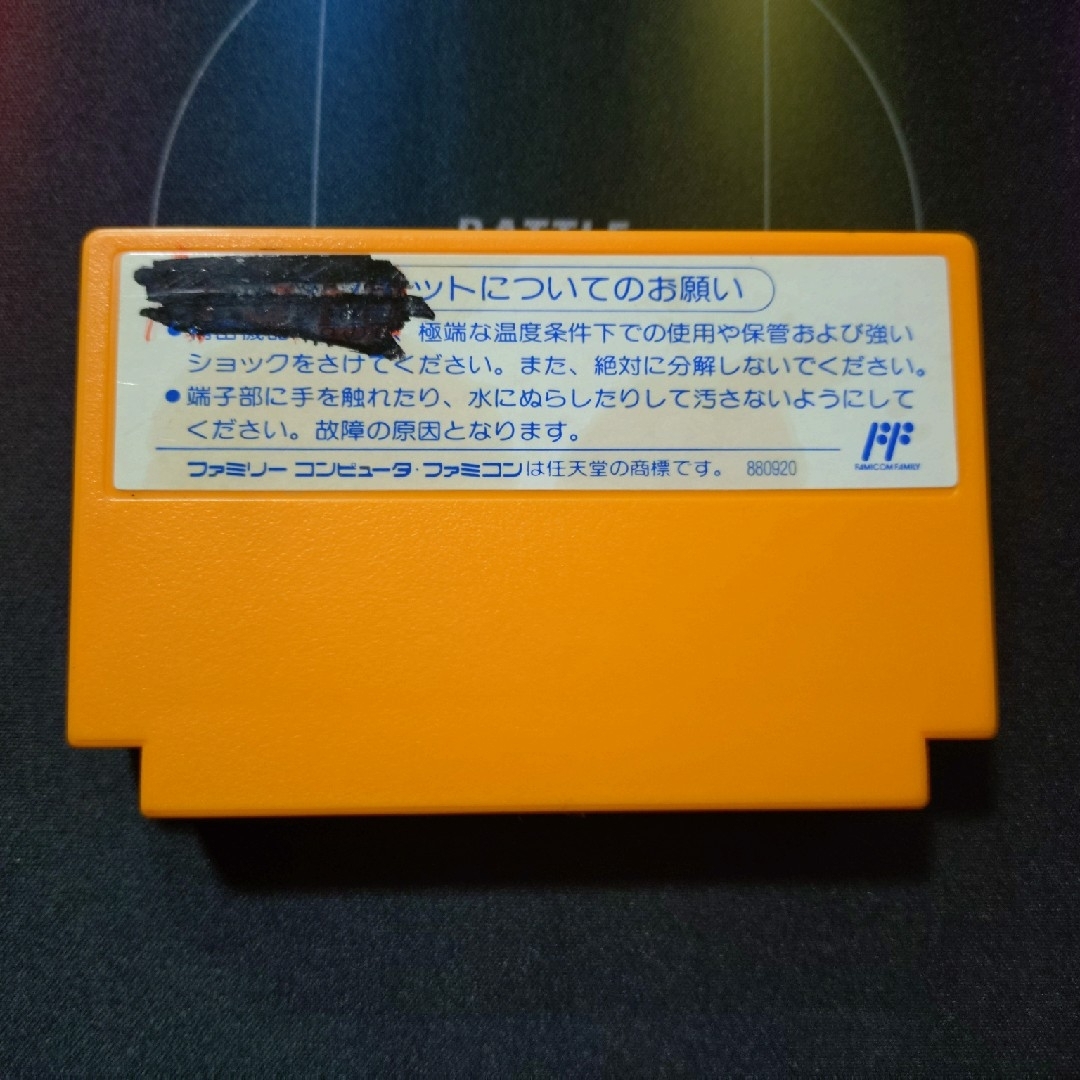 BATTLE
ットについてのお願い
極端な温度条件下での使用や保管および強い
ショックをさけてください。また、絶対に分解しないでください。
●端子部に手を触れたり、水にぬらしたりして汚さないようにして
ください。故障の原因となります。
ファミリー コンピュータ・ファミコンは任天堂の商標です。 880920
FF
FAMICOM FAMILY